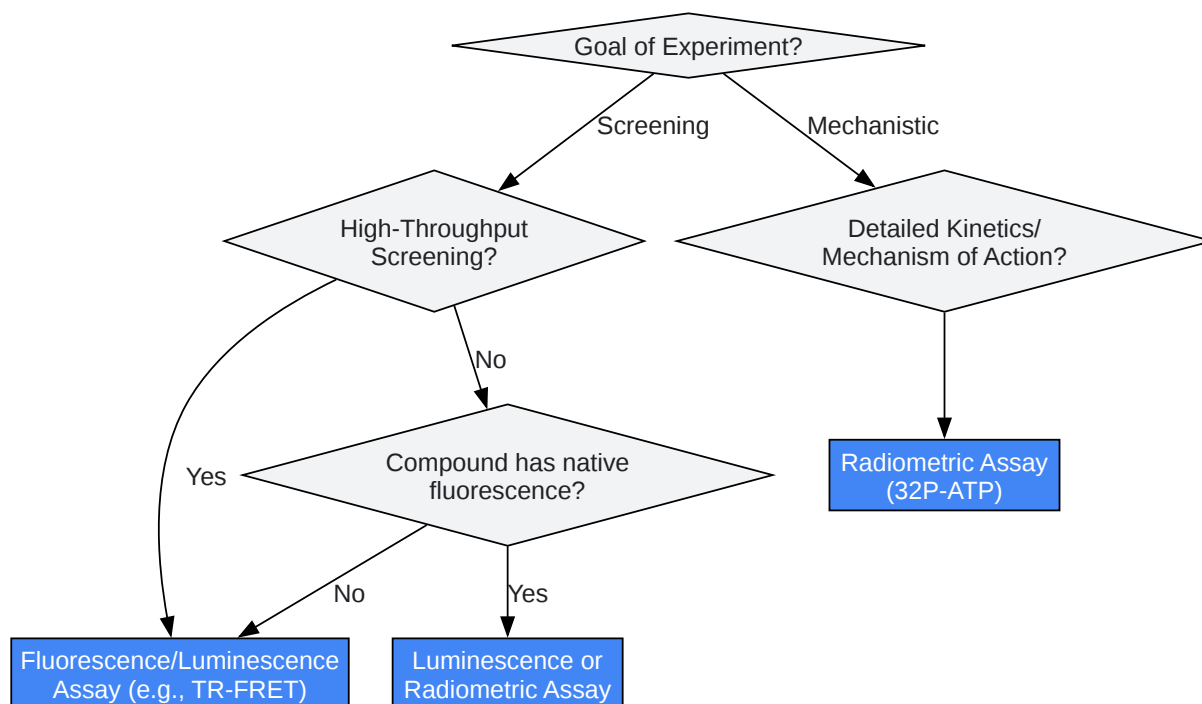 Goal of Experiment?
Screening
Mechanistic
High-Throughput
Screening?
Detailed Kinetics/
Mechanism of Action?
No
Compound has native
fluorescence?
Yes
Radiometric Assay
(32P-ATP)
No
Yes
Fluorescence/Luminescence
Assay (e.g., TR-FRET)
Luminescence or
Radiometric Assay